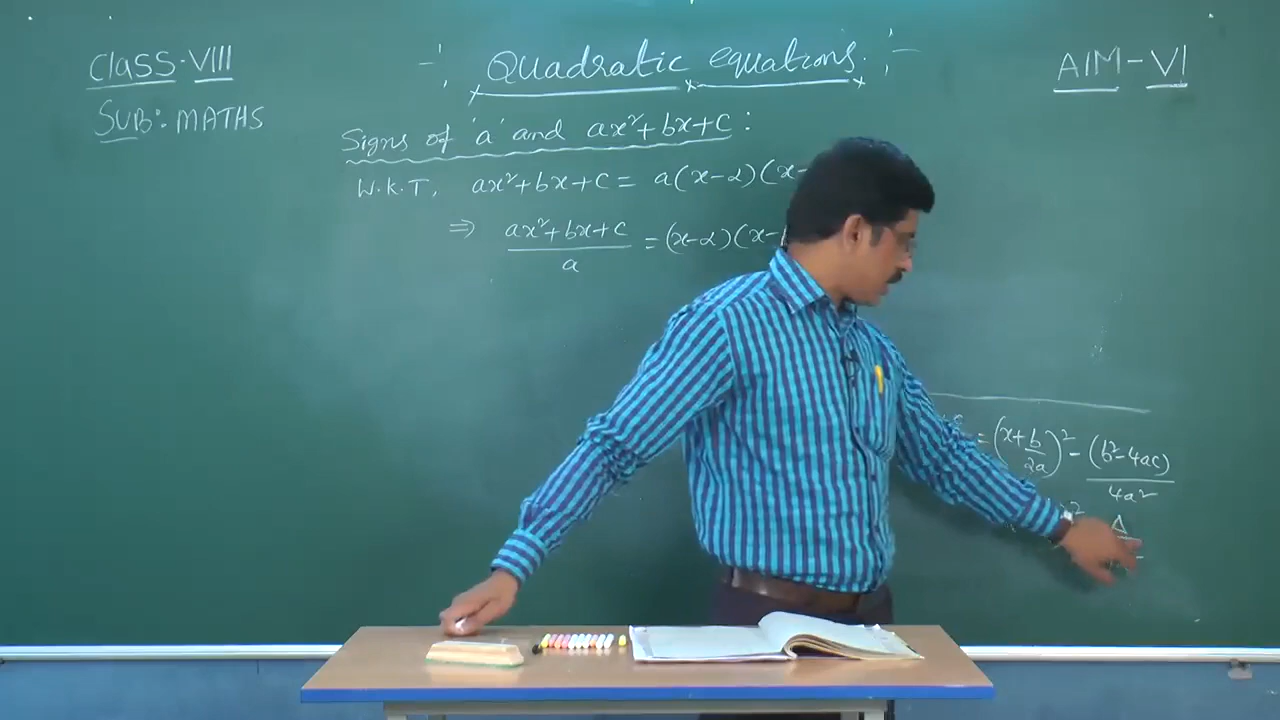 Class-VIII
Quadratic equations
AIM-VI
SUB: MATHS
Signs of 'a' and ax²+bx+c:
W.K.T, ax²+bx+c = a(x-α)(x-
⇒ ax²+bx+c / a = (x-α)(x-
= (x+b/2a)² - (b²-4ac)/4a²
² Δ